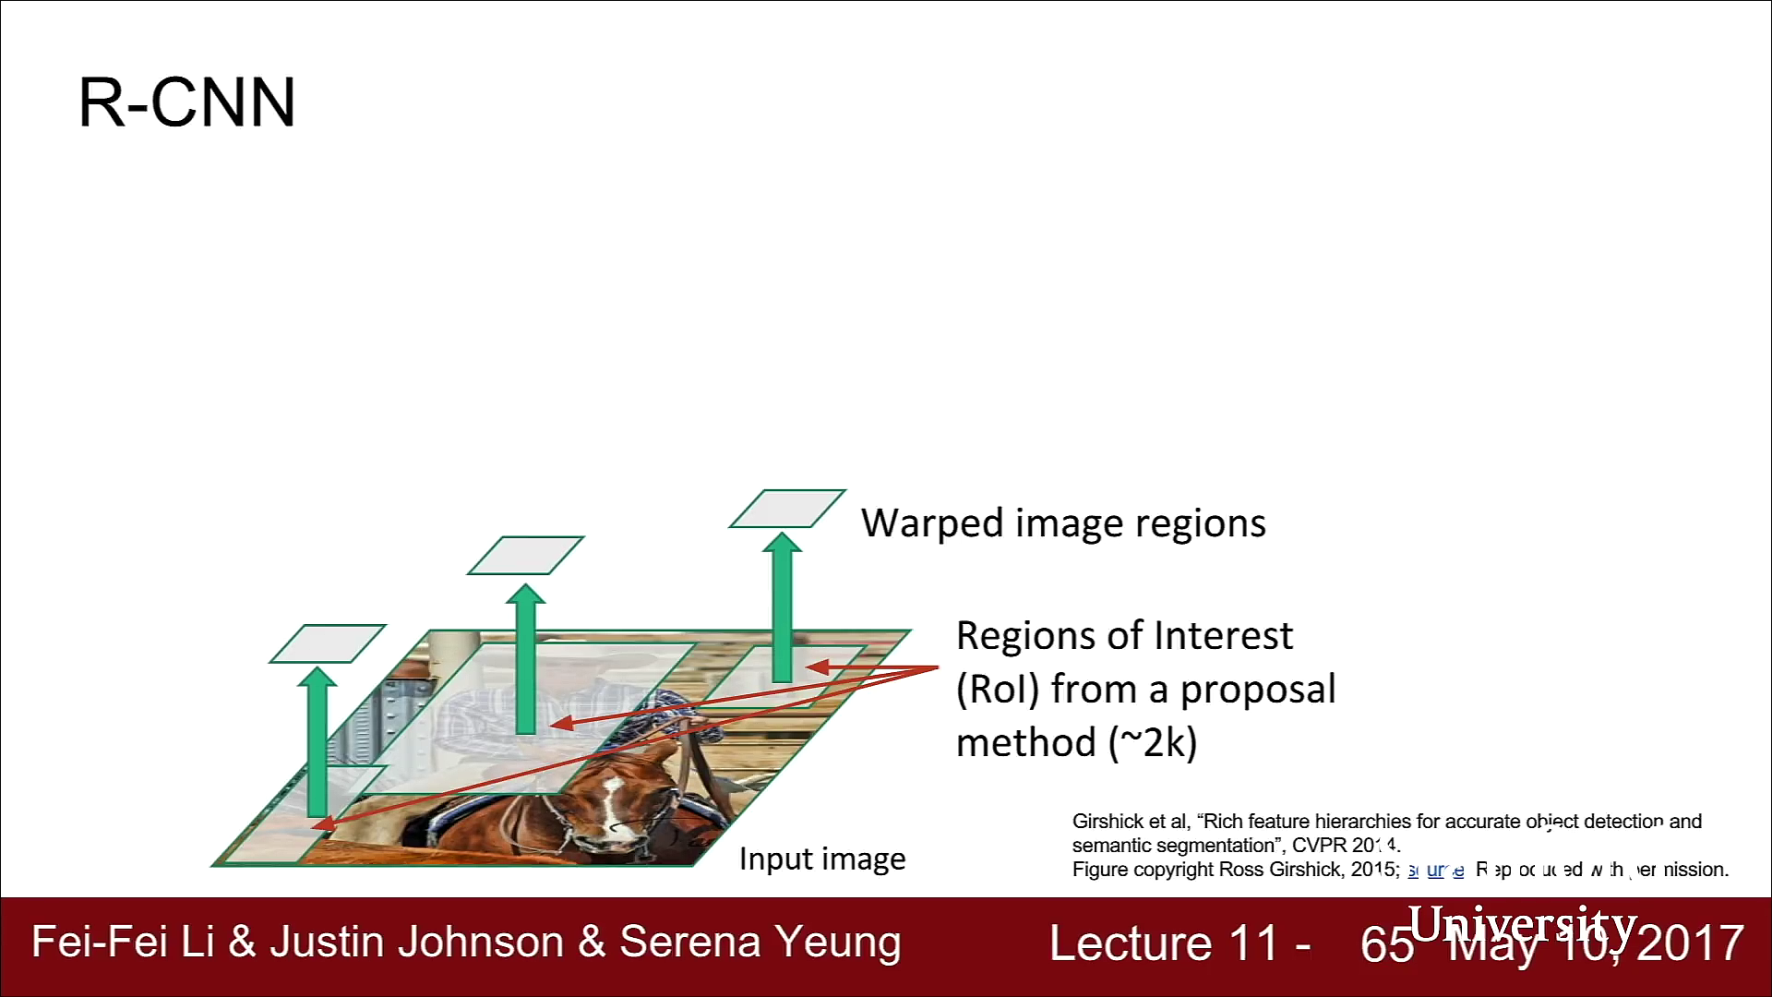 R-CNN
Warped image regions
Regions of Interest
(RoI) from a proposal
method (~2k)
Input image
Girshick et al, “Rich feature hierarchies for accurate object detection and
semantic segmentation”, CVPR 2014.
Figure copyright Ross Girshick, 2015; source. Reproduced with permission.
Fei-Fei Li & Justin Johnson & Serena Yeung
Lecture 11 - 65 May 10, 2017
University